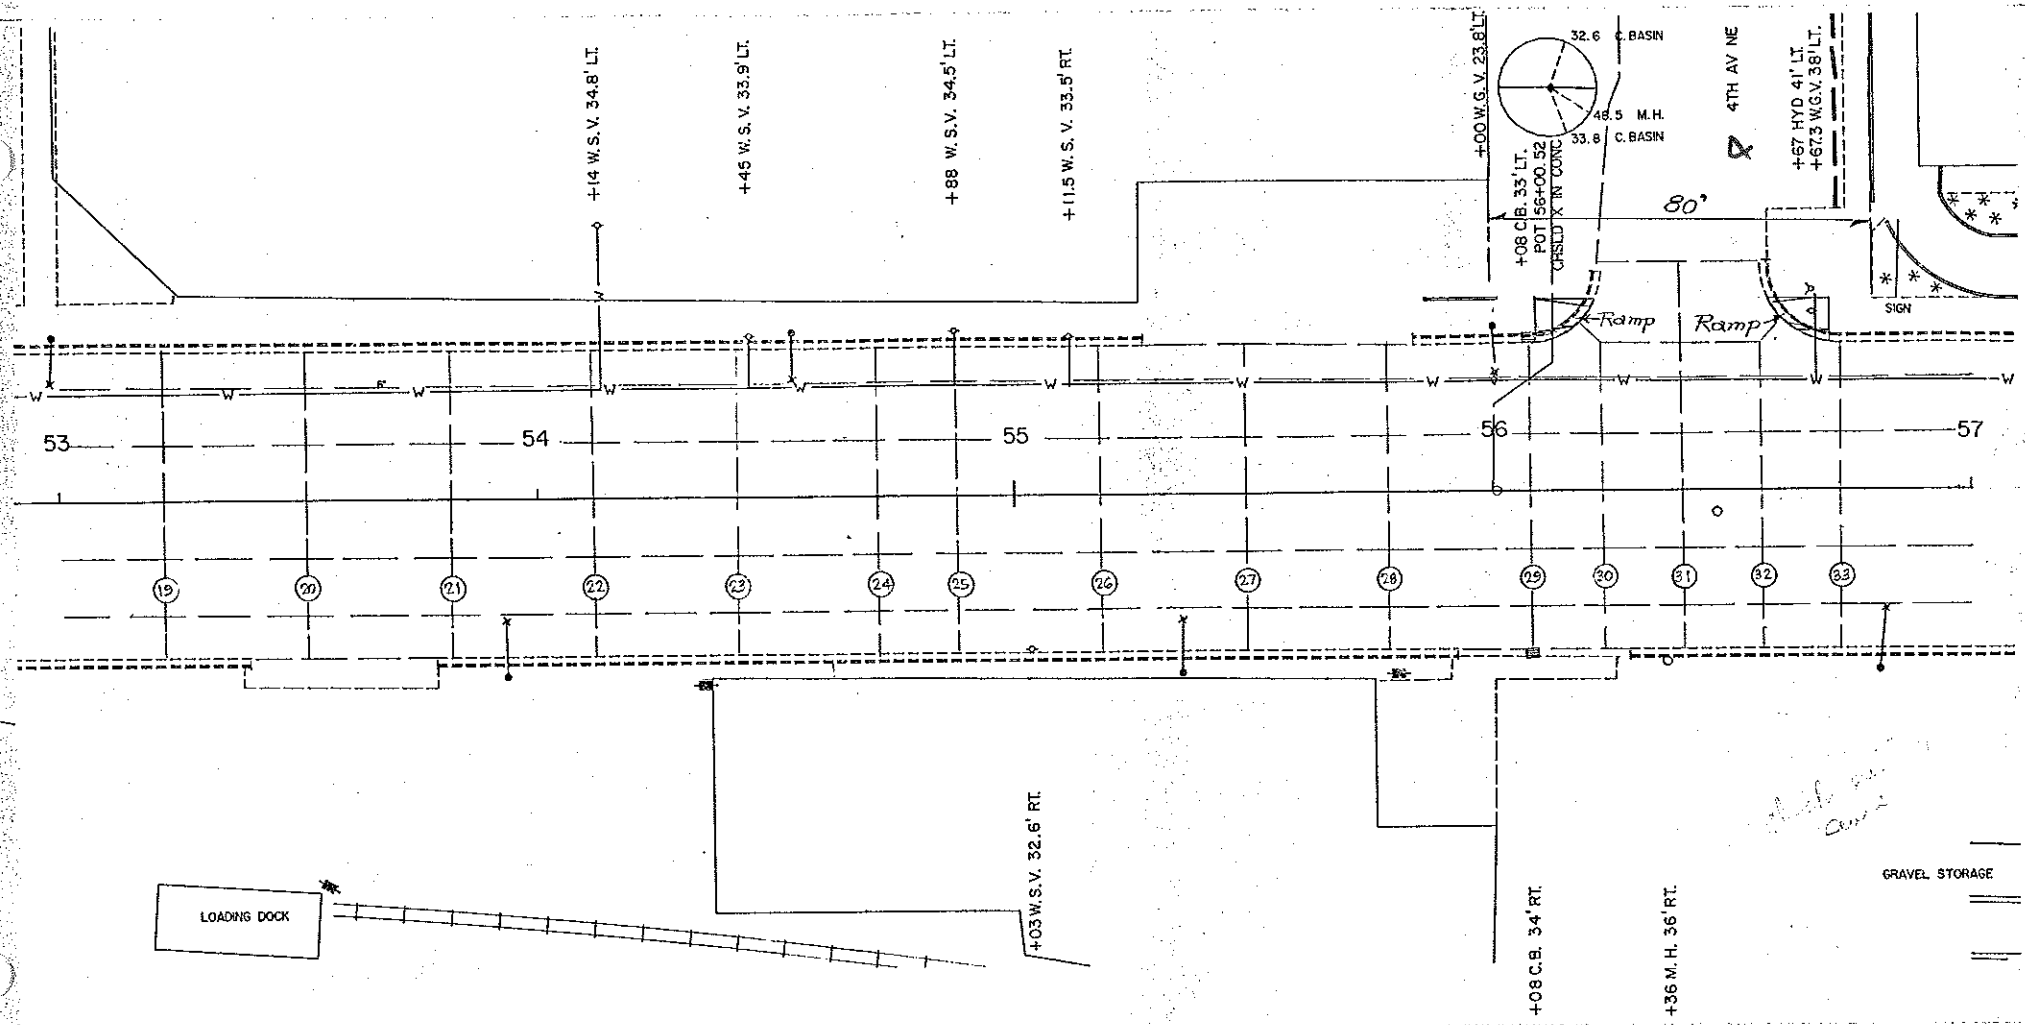 +14 W.S.V. 34.8' LT.
+45 W.S.V. 33.9' LT.
+88 W.S.V. 34.5' LT.
+11.5 W.S.V. 33.5' RT.
+00 W.G.V. 23.8' LT.
32.6 C. BASIN
48.5 M.H.
33.8 C. BASIN
+08 C.B. 33' LT.
POT 56+00.52
CHISLD X IN CONC
4TH AV NE
+67 HYD 41' LT.
+67.3 W.G.V. 38' LT.
80'
SIGN
Ramp
Ramp
W
6"
W W W W W W W W W W W
53 54 55 56 57
19 20 21 22 23 24 25 26 27 28 29 30 31 32 33
+03 W.S.V. 32.6' RT.
+08 C.B. 34' RT.
+36 M.H. 36' RT.
GRAVEL STORAGE
LOADING DOCK